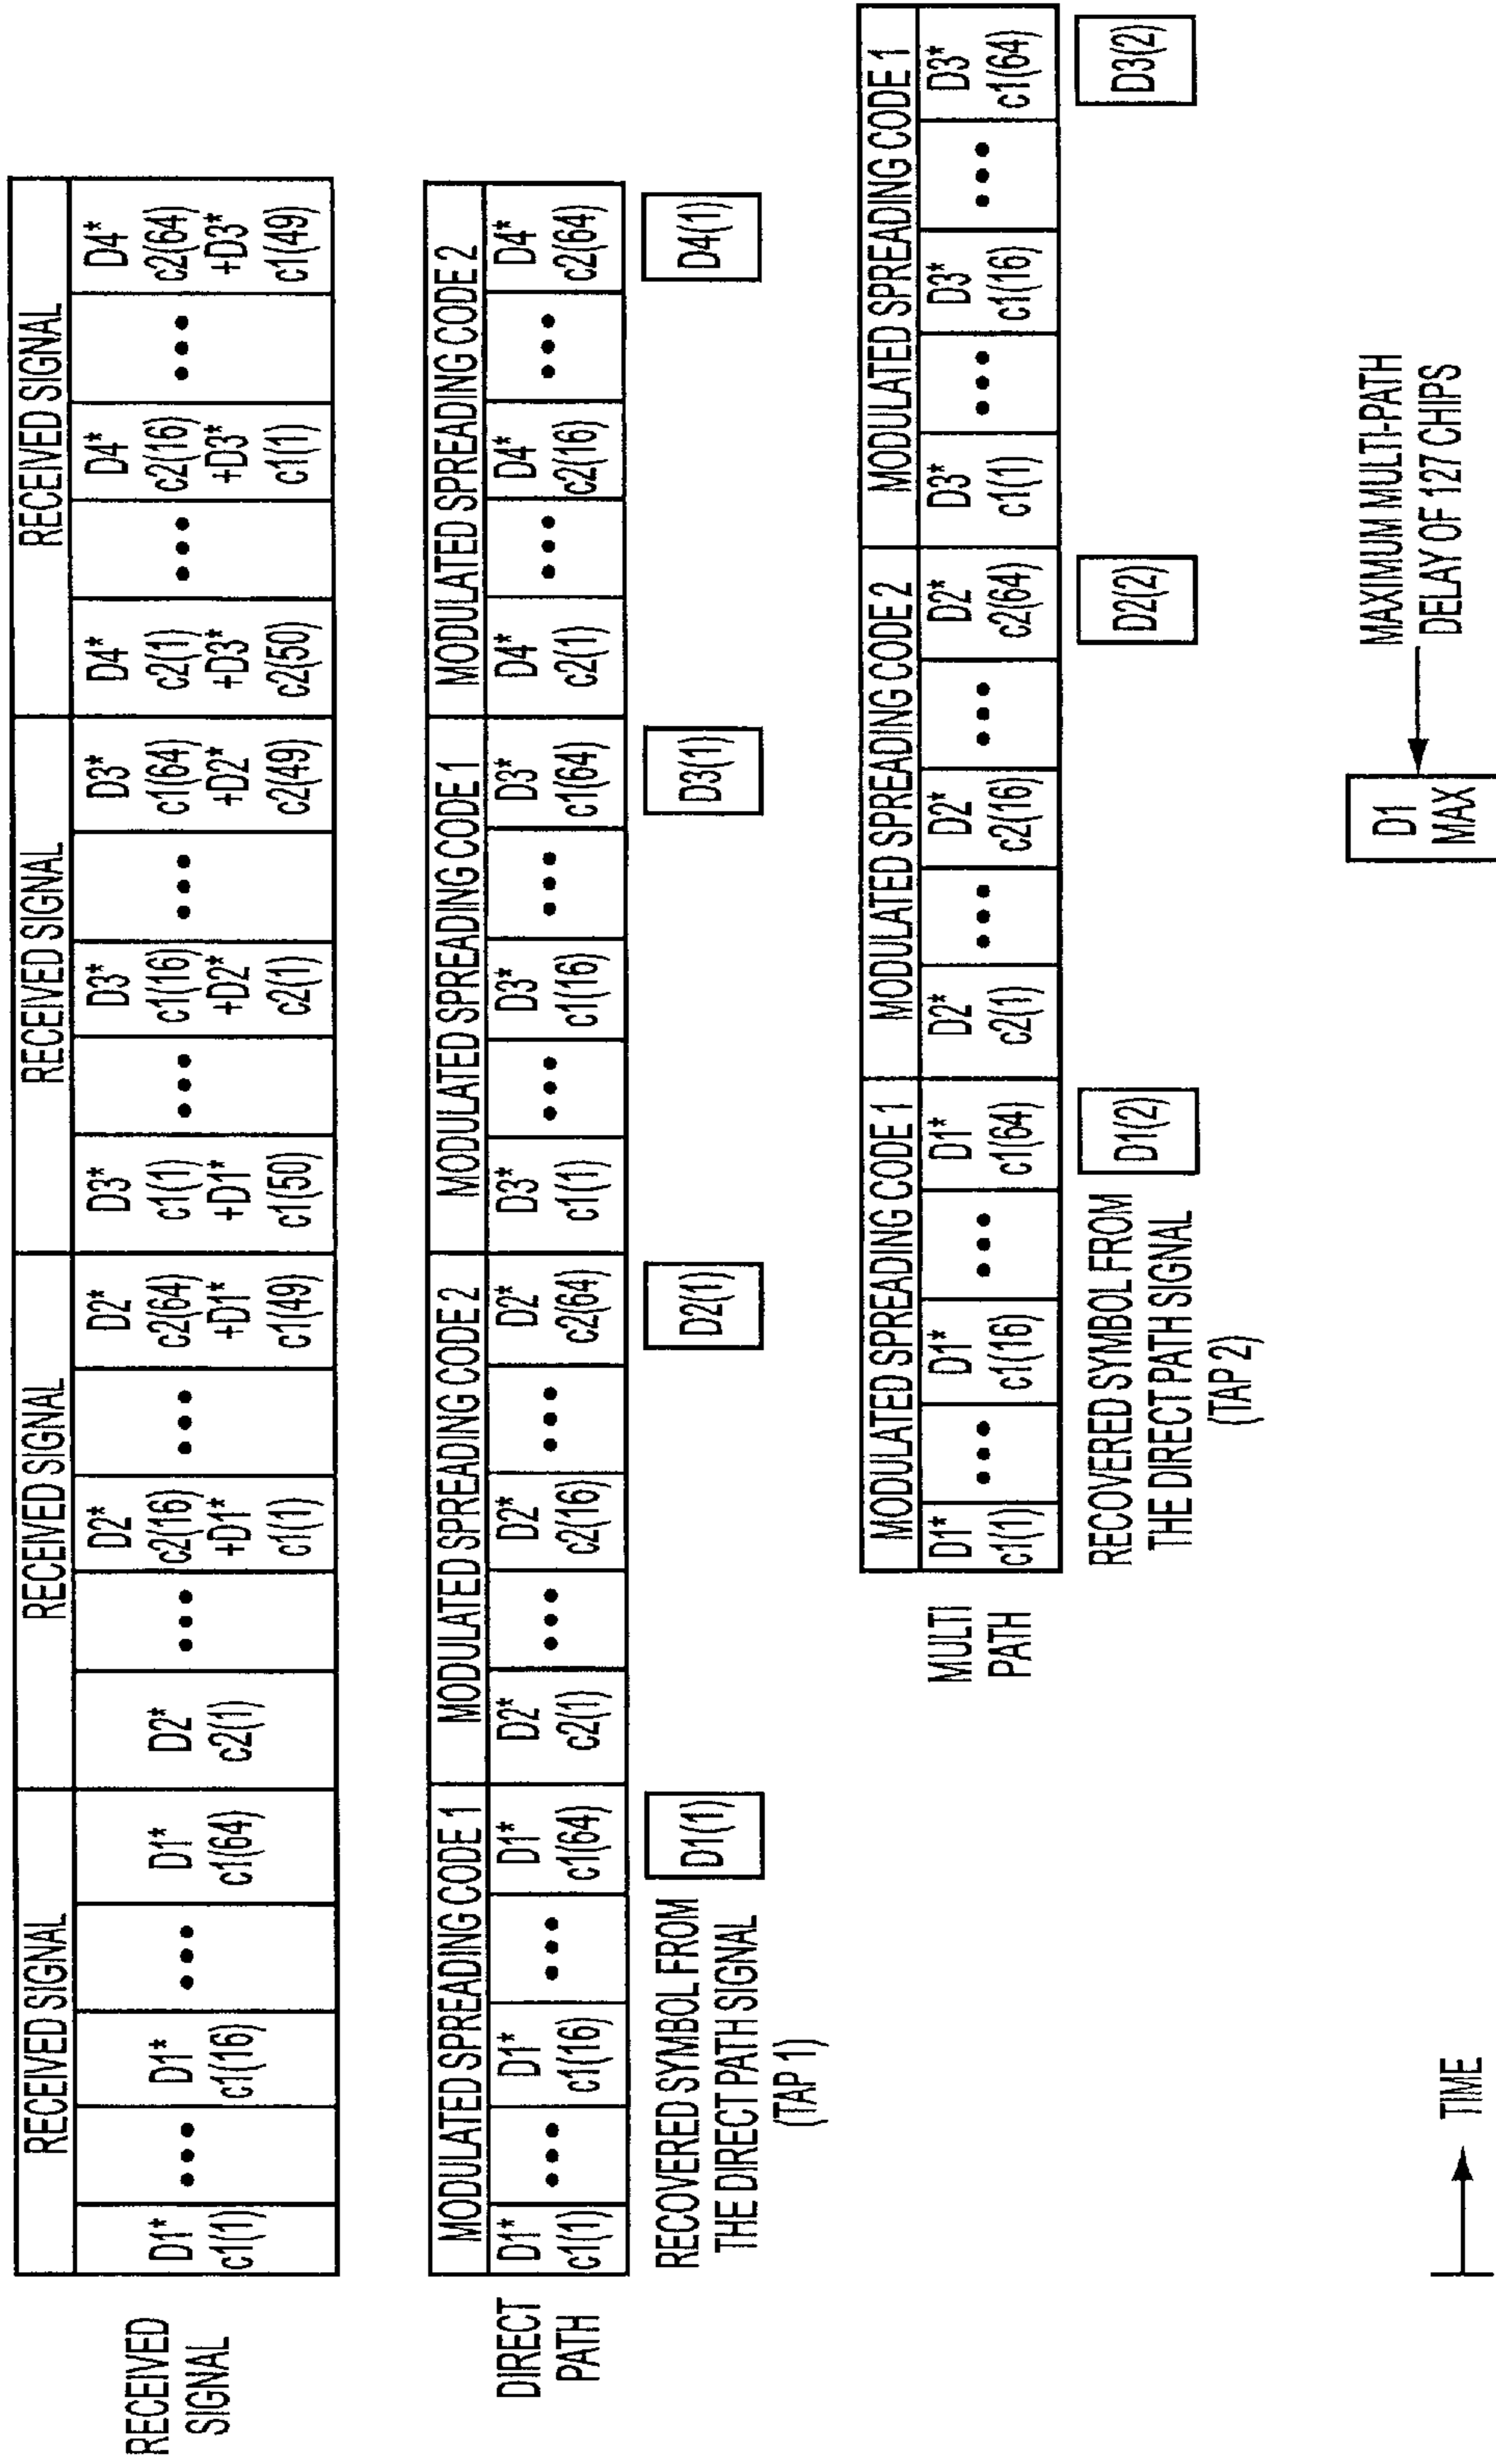 RECEIVED
SIGNAL
RECEIVED SIGNAL
RECEIVED SIGNAL
RECEIVED SIGNAL
RECEIVED SIGNAL
D1*
c1(1)
•••
D1*
c1(16)
•••
D1*
c1(64)
D2*
c2(1)
•••
D2*
c2(16)
+D1*
c1(1)
•••
D2*
c2(64)
+D1*
c1(49)
D3*
c1(1)
+D1*
c1(50)
•••
D3*
c1(16)
+D2*
c2(1)
•••
D3*
c1(64)
+D2*
c2(49)
D4*
c2(1)
+D3*
c2(50)
•••
D4*
c2(16)
+D3*
c1(1)
•••
D4*
c2(64)
+D3*
c1(49)
DIRECT
PATH
MODULATED SPREADING CODE 1
MODULATED SPREADING CODE 2
MODULATED SPREADING CODE 1
MODULATED SPREADING CODE 2
D1*
c1(1)
•••
D1*
c1(16)
•••
D1*
c1(64)
D2*
c2(1)
•••
D2*
c2(16)
•••
D2*
c2(64)
D3*
c1(1)
•••
D3*
c1(16)
•••
D3*
c1(64)
D4*
c2(1)
•••
D4*
c2(16)
•••
D4*
c2(64)
RECOVERED SYMBOL FROM
THE DIRECT PATH SIGNAL
(TAP 1)
D1(1)
D2(1)
D3(1)
D4(1)
MULTI
PATH
MODULATED SPREADING CODE 1
MODULATED SPREADING CODE 2
MODULATED SPREADING CODE 1
D1*
c1(1)
•••
D1*
c1(16)
•••
D1*
c1(64)
D2*
c2(1)
•••
D2*
c2(16)
•••
D2*
c2(64)
D3*
c1(1)
•••
D3*
c1(16)
•••
D3*
c1(64)
RECOVERED SYMBOL FROM
THE DIRECT PATH SIGNAL
(TAP 2)
D1(2)
D2(2)
D3(2)
D1
MAX
MAXIMUM MULTI-PATH
DELAY OF 127 CHIPS
TIME